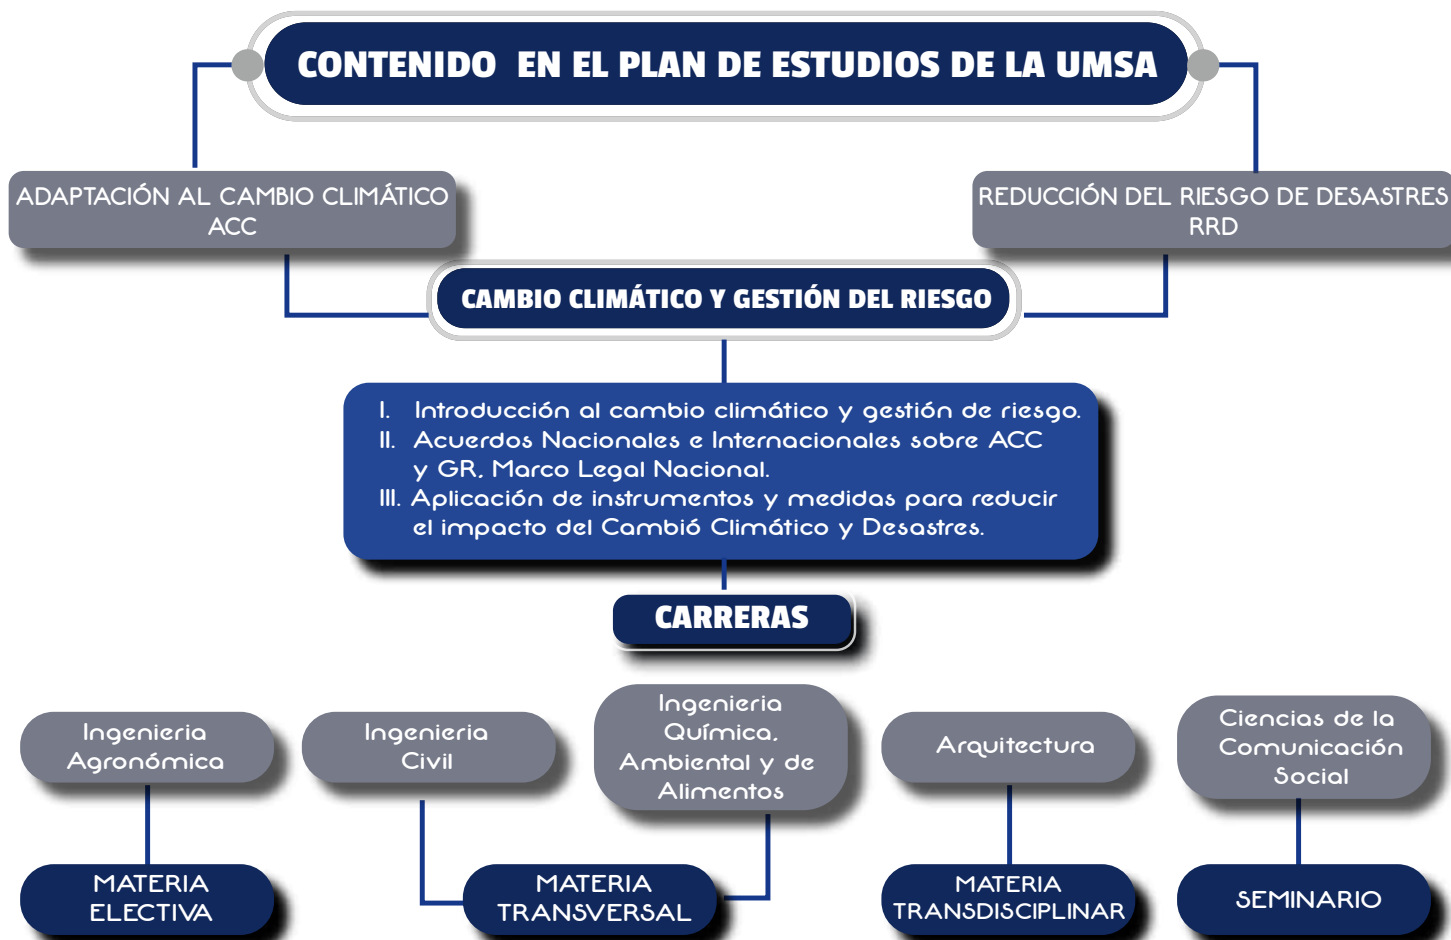 CONTENIDO EN EL PLAN DE ESTUDIOS DE LA UMSA
ADAPTACIÓN AL CAMBIO CLIMÁTICO
ACC
REDUCCIÓN DEL RIESGO DE DESASTRES
RRD
CAMBIO CLIMÁTICO Y GESTIÓN DEL RIESGO
I. Introducción al cambio climático y gestión de riesgo.
II. Acuerdos Nacionales e Internacionales sobre ACC
y GR, Marco Legal Nacional.
III. Aplicación de instrumentos y medidas para reducir
el impacto del Cambió Climático y Desastres.
CARRERAS
Ingenieria
Agronómica
Ingenieria
Civil
Ingenieria
Química,
Ambiental y de
Alimentos
Arquitectura
Ciencias de la
Comunicación
Social
MATERIA
ELECTIVA
MATERIA
TRANSVERSAL
MATERIA
TRANSDISCIPLINAR
SEMINARIO